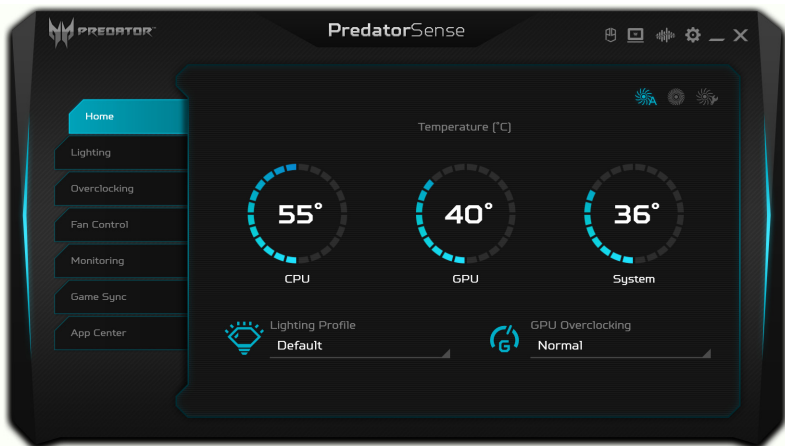 PREDATOR
PredatorSense
Home
Lighting
Overclocking
Fan Control
Monitoring
Game Sync
App Center
Temperature (°C)
55° 40° 36°
CPU GPU System
Lighting Profile
Default
GPU Overclocking
Normal